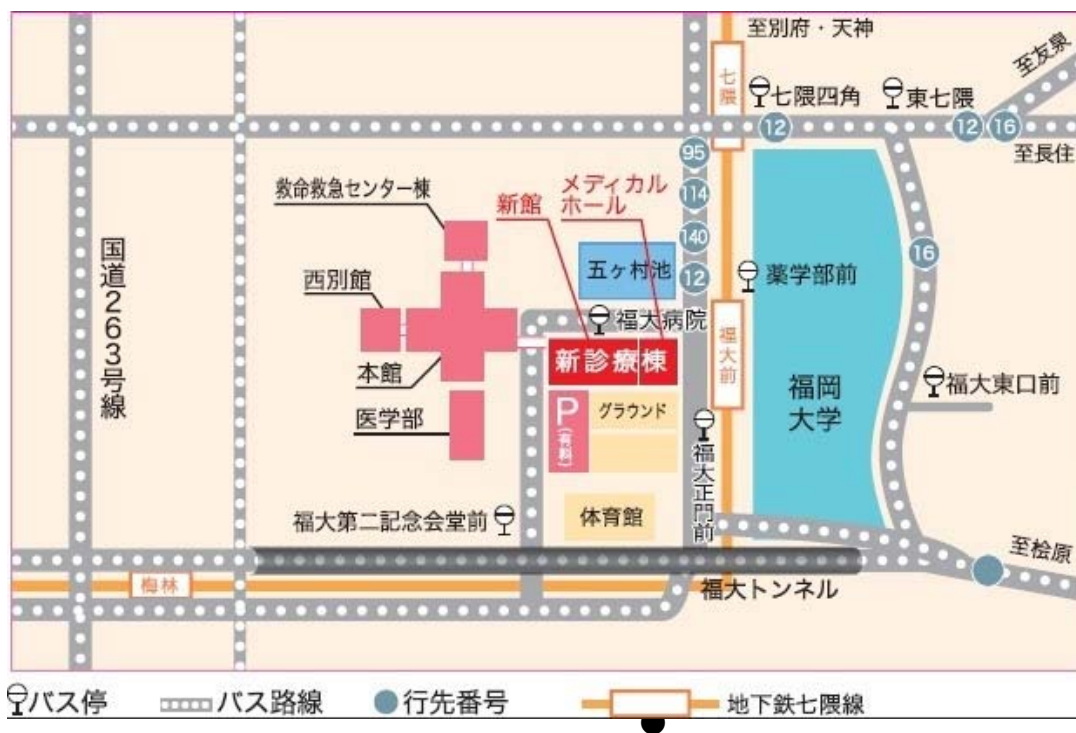 至別府・天神
至友泉
七隈
七隈四角
東七隈
12
12
16
至長住
95
救命救急センター棟
メディカル
ホール
新館
114
国道263号線
140
16
五ヶ村池
12
薬学部前
西別館
福大病院
福大前
新診療棟
本館
福岡
大学
福大東口前
P
(有料)
グラウンド
医学部
福大正門前
福大第二記念会堂前
体育館
至桧原
梅林
福大トンネル
バス停
バス路線
行先番号
地下鉄七隈線